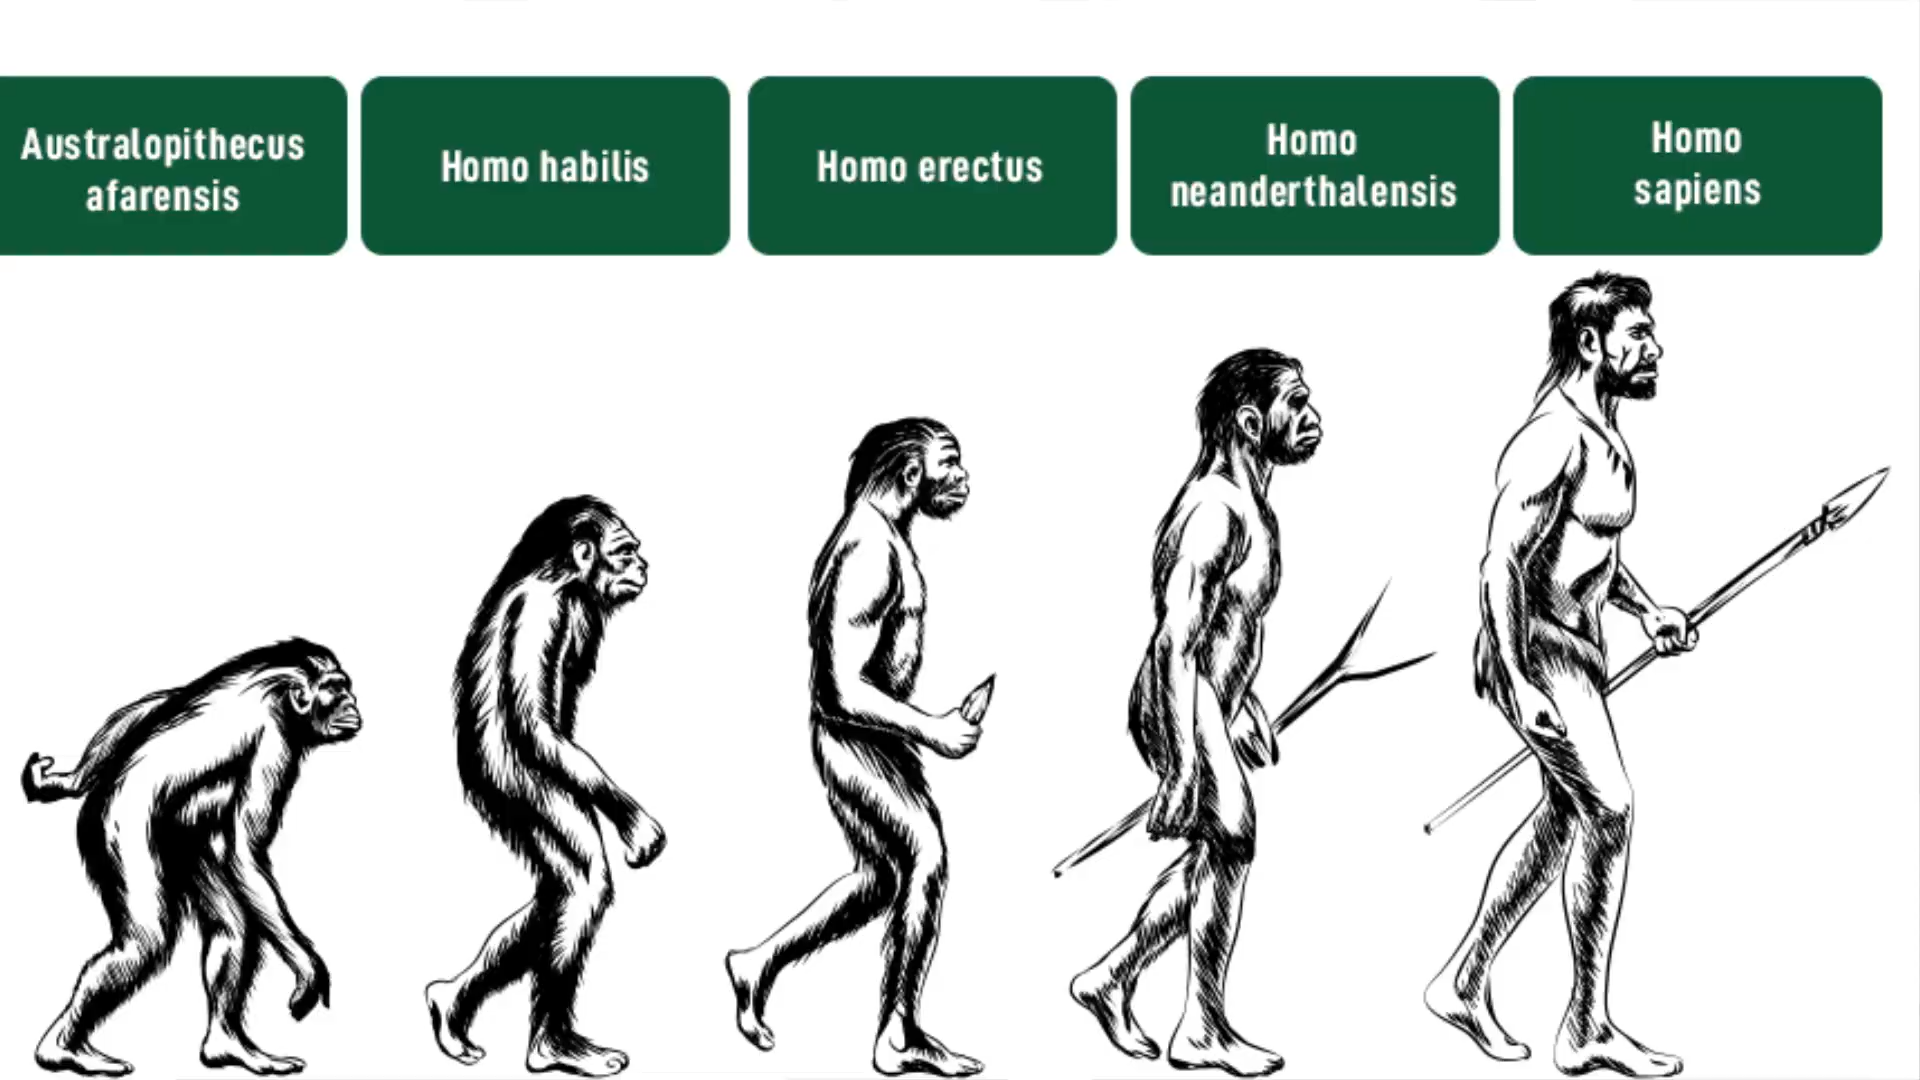 Australopithecus
afarensis
Homo habilis
Homo erectus
Homo
neanderthalensis
Homo
sapiens